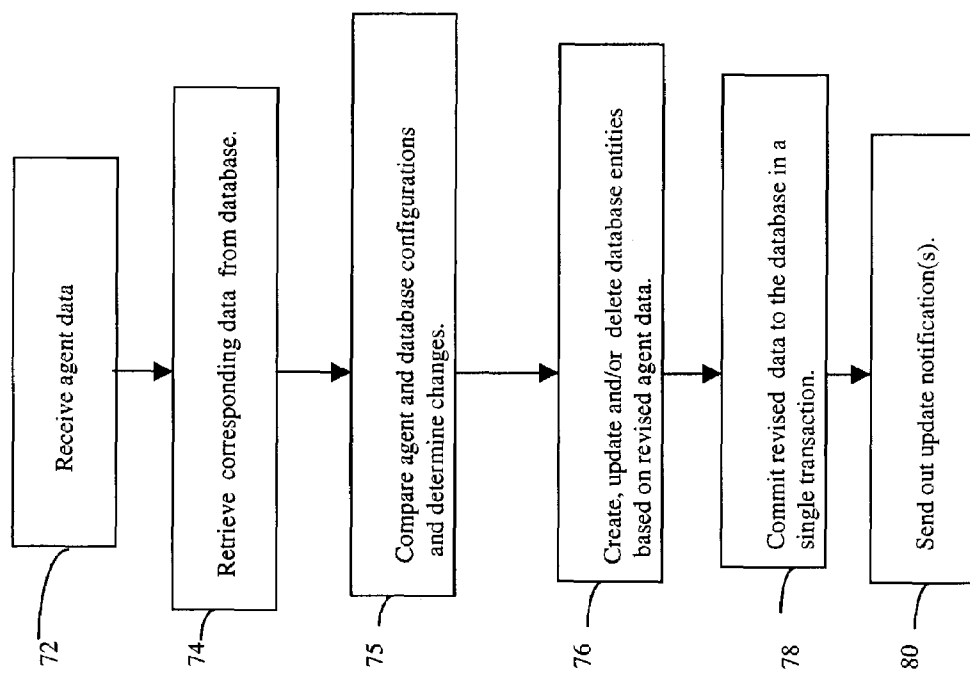 72
Receive agent data
74
Retrieve corresponding data from database.
75
Compare agent and database configurations
and determine changes.
76
Create, update and/or delete database entities
based on revised agent data.
78
Commit revised data to the database in a
single transaction.
80
Send out update notification(s).